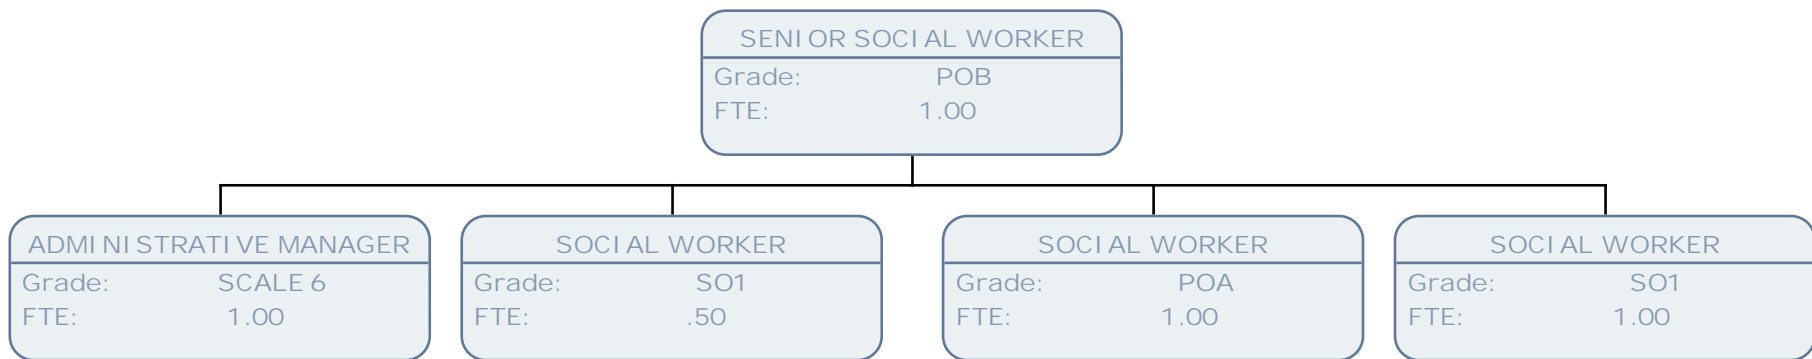 SENIOR SOCIAL WORKER
Grade: POB
FTE: 1.00
ADMINISTRATIVE MANAGER
Grade: SCALE 6
FTE: 1.00
SOCIAL WORKER
Grade: SO1
FTE: .50
SOCIAL WORKER
Grade: POA
FTE: 1.00
SOCIAL WORKER
Grade: SO1
FTE: 1.00